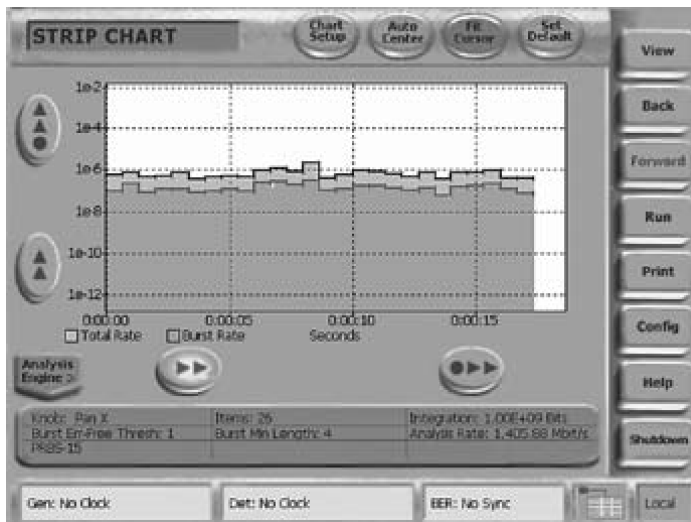 STRIP CHART
Chart Setup
Auto Center
Fit Cursor
Set Default
View
Back
Forward
Run
Print
Config
Help
Shutdown
1e-2
1e-4
1e-6
1e-8
1e-10
1e-12
0:00:00 0:00:05 0:00:10 0:00:15
Total Rate Burst Rate Seconds
Analysis
Engine >
Knob: Pan X Items: 26 Integration: 1.00E+09 Bits
Burst Err-Free Thresh: 1 Burst Min Length: 4 Analysis Rate: 1,405.88 Mbit/s
PRBS-15
Gen: No Clock Det: No Clock BER: No Sync Local